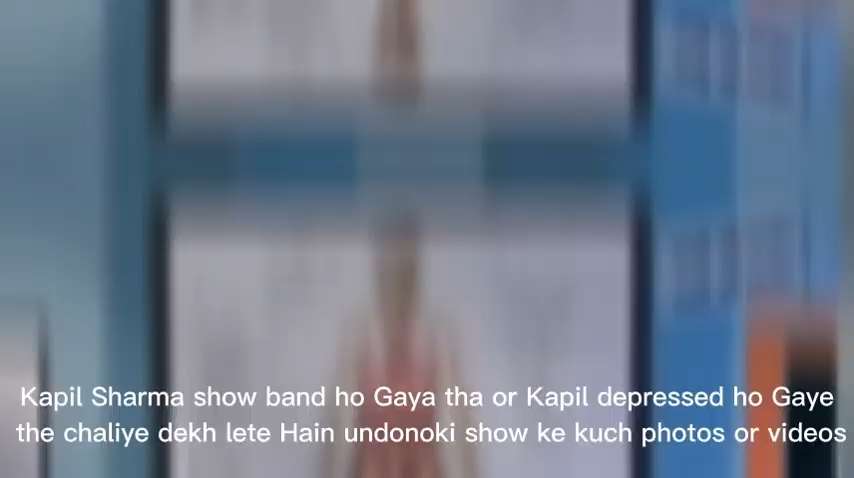 Kapil Sharma show band ho Gaya tha or Kapil depressed ho Gaye
the chaliye dekh lete Hain undonoki show ke kuch photos or videos